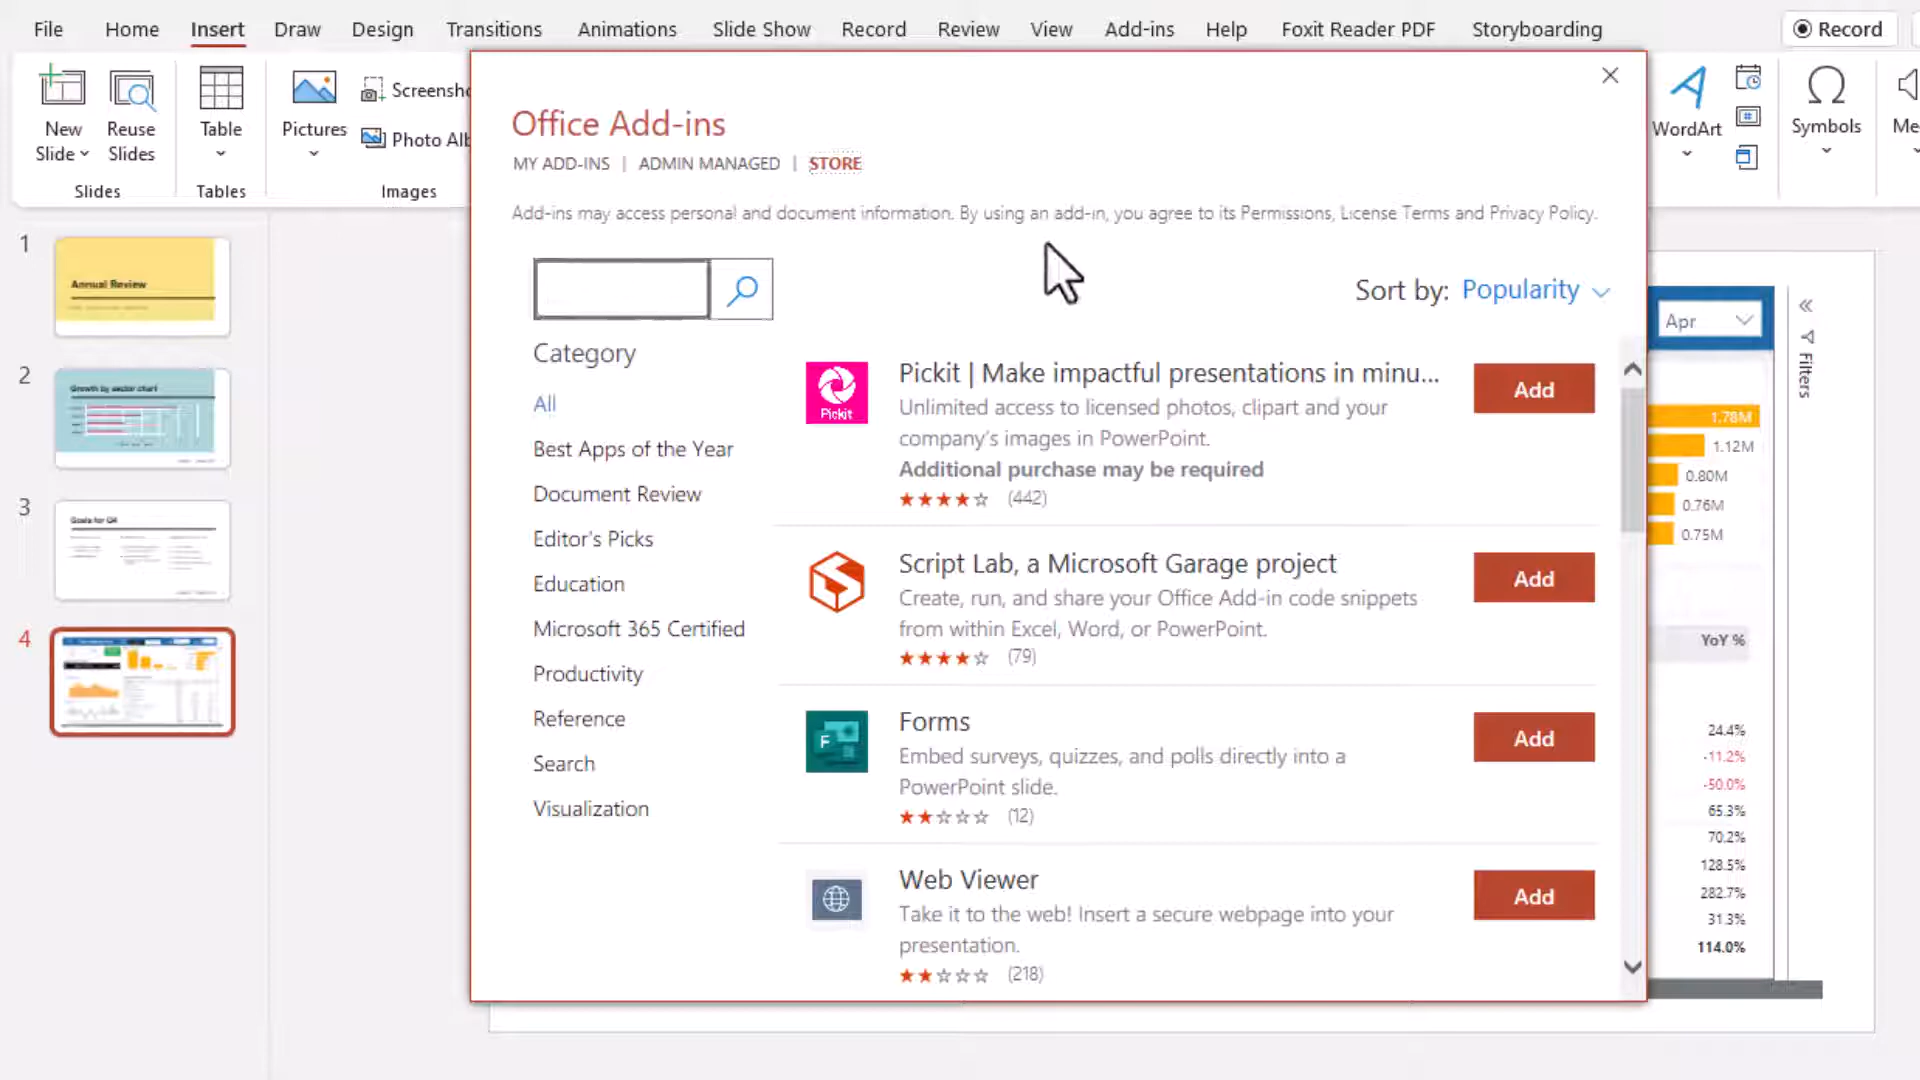 File Home Insert Draw Design Transitions Animations Slide Show Record Review View Add-ins Help Foxit Reader PDF Storyboarding Record
New Slide
Reuse Slides
Slides
Table
Tables
Pictures
Screensho
Photo Alb
Images
WordArt
Symbols
Me
Office Add-ins
MY ADD-INS | ADMIN MANAGED | STORE
Add-ins may access personal and document information. By using an add-in, you agree to its Permissions, License Terms and Privacy Policy.
Sort by: Popularity
Category
All
Best Apps of the Year
Document Review
Editor's Picks
Education
Microsoft 365 Certified
Productivity
Reference
Search
Visualization
Pickit
Pickit | Make impactful presentations in minu...
Unlimited access to licensed photos, clipart and your
company's images in PowerPoint.
Additional purchase may be required
(442)
Add
Script Lab, a Microsoft Garage project
Create, run, and share your Office Add-in code snippets
from within Excel, Word, or PowerPoint.
(79)
Add
F
Forms
Embed surveys, quizzes, and polls directly into a
PowerPoint slide.
(12)
Add
Web Viewer
Take it to the web! Insert a secure webpage into your
presentation.
(218)
Add
1
Annual Review
2
Growth by sector chart
3
Goals for Q4
4
Apr
Filters
1.78M
1.12M
0.80M
0.76M
0.75M
YoY %
24.4%
-11.2%
-50.0%
65.3%
70.2%
128.5%
282.7%
31.3%
114.0%